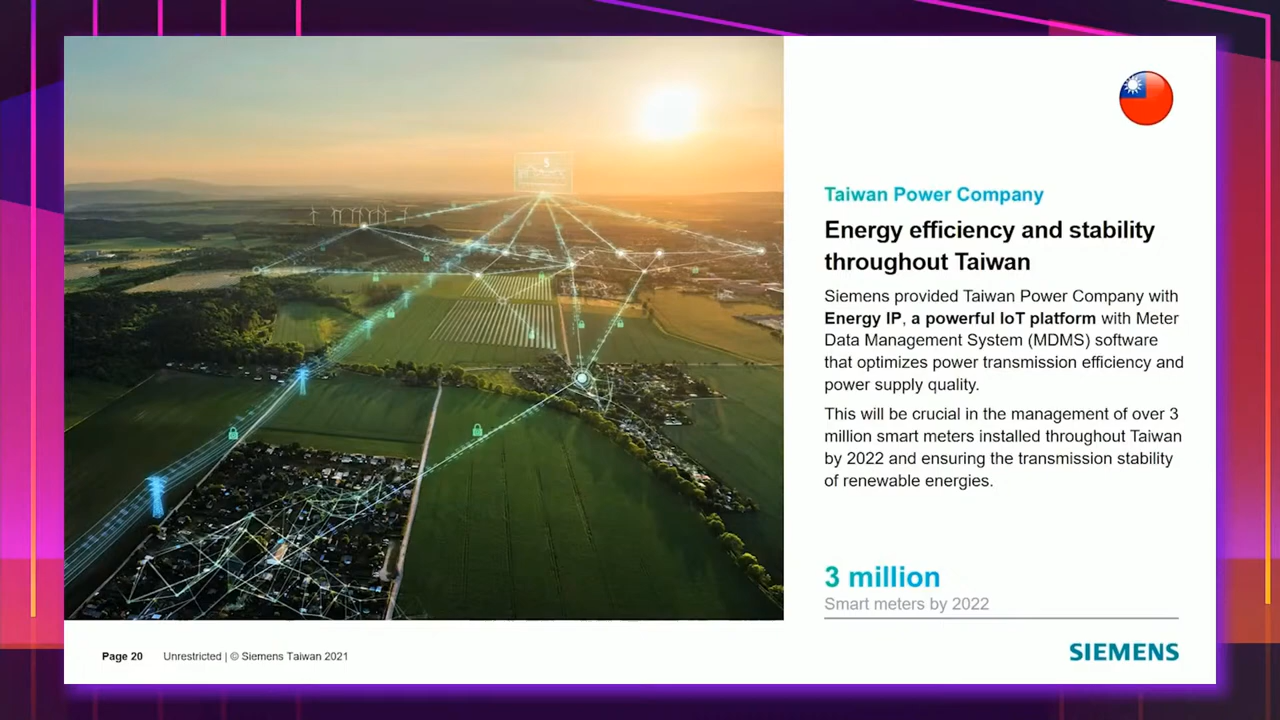 Taiwan Power Company
Energy efficiency and stability
throughout Taiwan
Siemens provided Taiwan Power Company with
Energy IP, a powerful IoT platform with Meter
Data Management System (MDMS) software
that optimizes power transmission efficiency and
power supply quality.
This will be crucial in the management of over 3
million smart meters installed throughout Taiwan
by 2022 and ensuring the transmission stability
of renewable energies.
3 million
Smart meters by 2022
Page 20 Unrestricted | © Siemens Taiwan 2021
SIEMENS